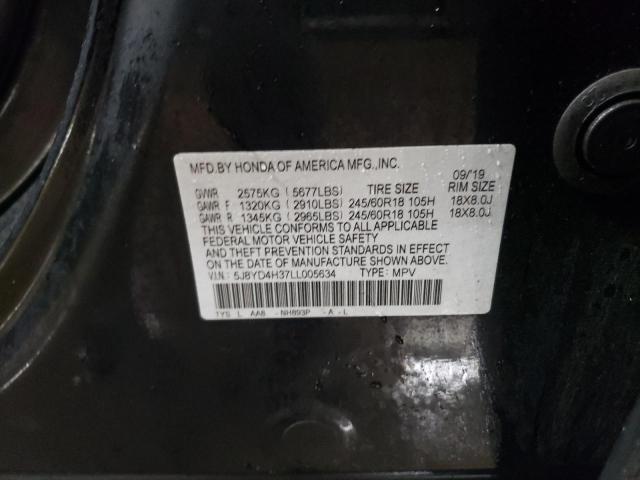 MFD.BY HONDA OF AMERICA MFG.,INC. 09/19
GVWR 2575KG ( 5677LBS) TIRE SIZE RIM SIZE
GAWR F 1320KG ( 2910LBS) 245/60R18 105H 18X8.0J
GAWR R 1345KG ( 2965LBS) 245/60R18 105H 18X8.0J
THIS VEHICLE CONFORMS TO ALL APPLICABLE
FEDERAL MOTOR VEHICLE SAFETY
AND THEFT PREVENTION STANDARDS IN EFFECT
ON THE DATE OF MANUFACTURE SHOWN ABOVE.
V.I.N : 5J8YD4H37LL005634 TYPE: MPV
TYS L AA8 -NH893P -A -L